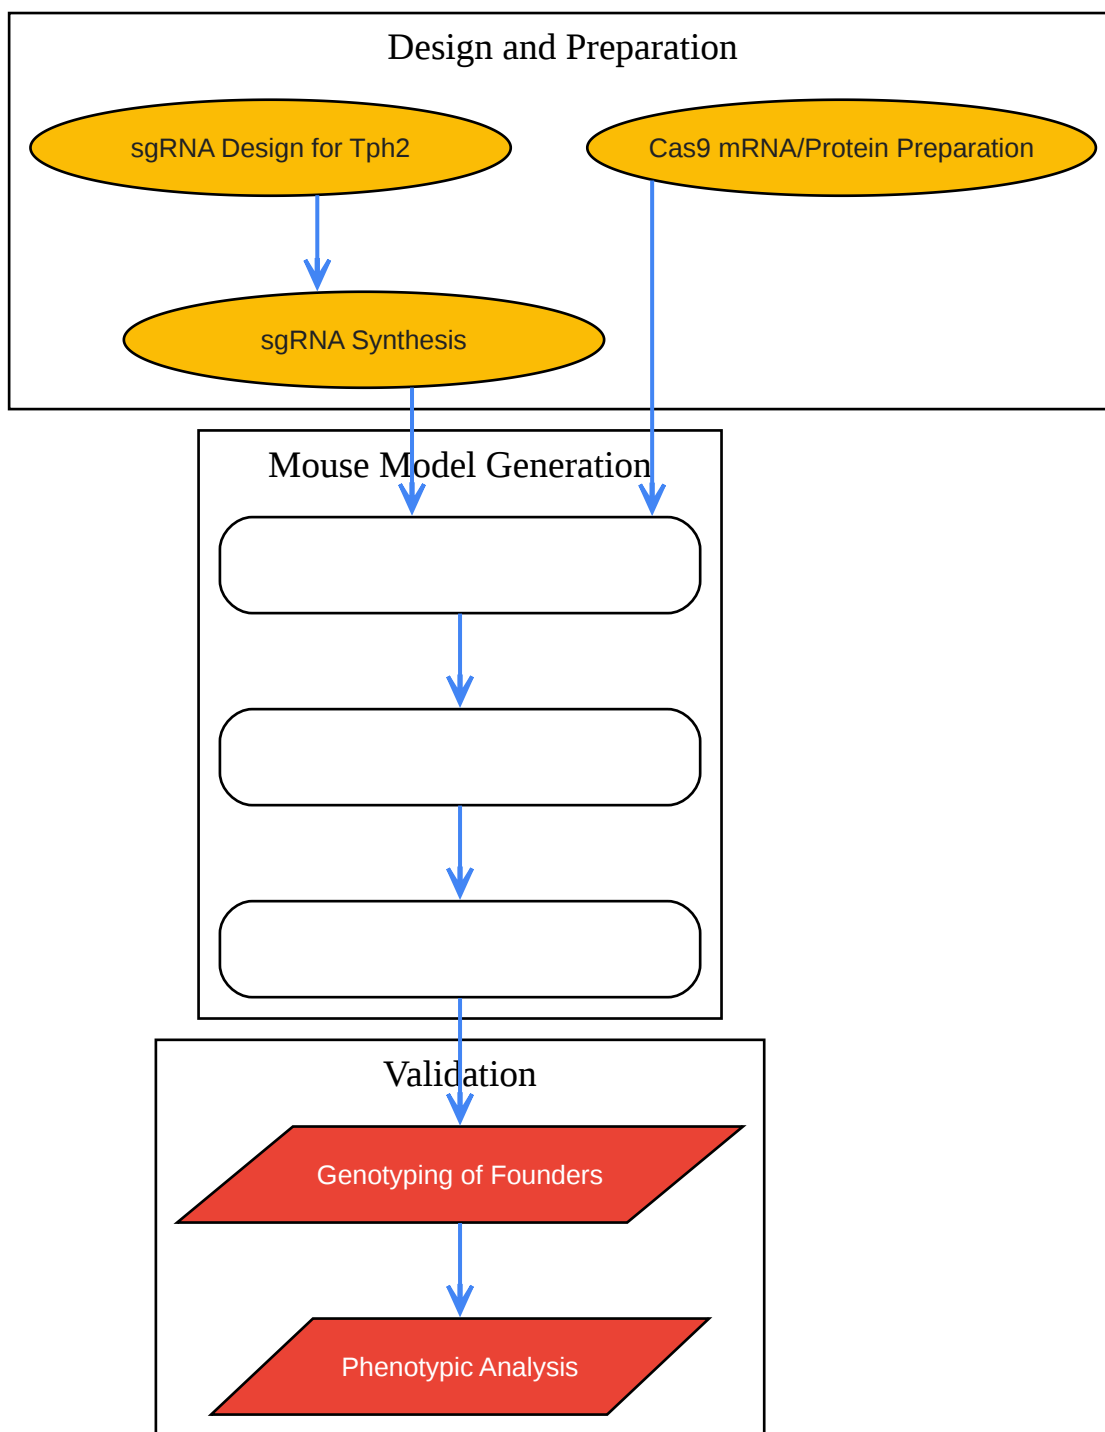 Design and Preparation
sgRNA Design for Tph2
Cas9 mRNA/Protein Preparation
sgRNA Synthesis
Mouse Model Generation
Validation
Genotyping of Founders
Phenotypic Analysis